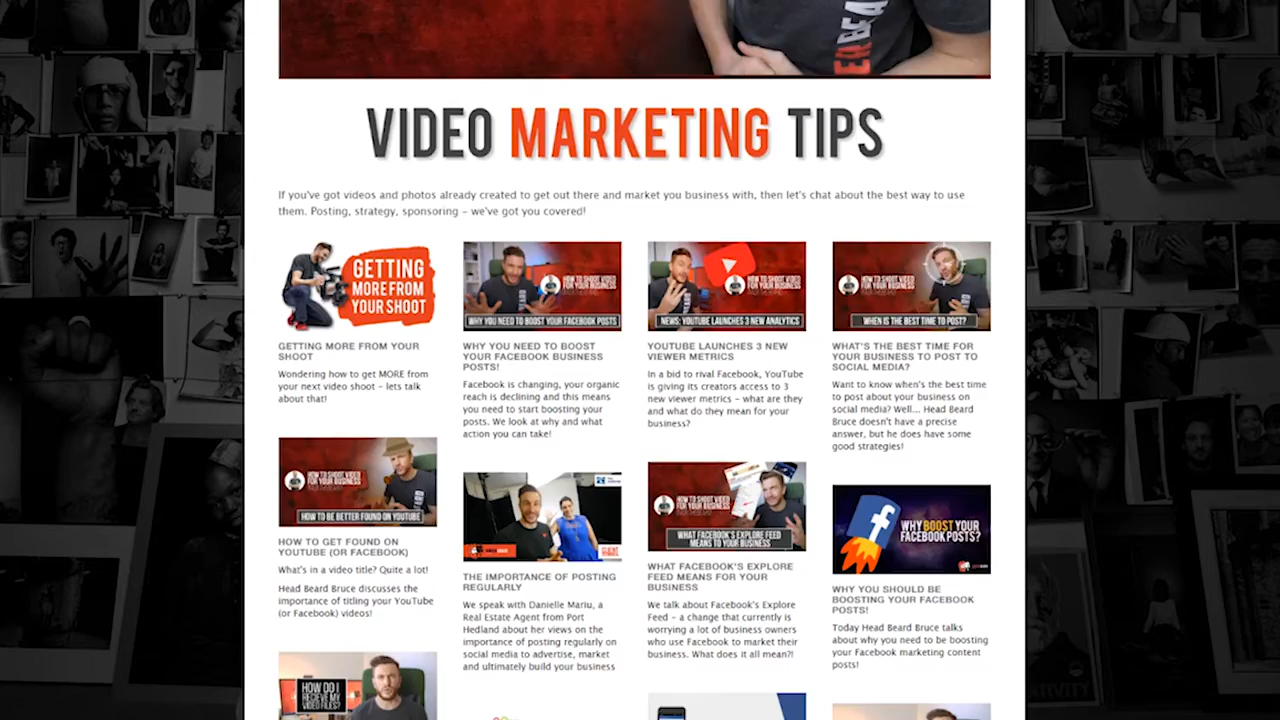 ER BEA
VIDEO MARKETING TIPS
If you've got videos and photos already created to get out there and market you business with, then let's chat about the best way to use
them. Posting, strategy, sponsoring – we've got you covered!
GETTING
MORE FROM
YOUR SHOOT
GETTING MORE FROM YOUR
SHOOT
Wondering how to get MORE from
your next video shoot – lets talk
about that!
HOW TO SHOOT VIDEO
FOR YOUR BUSINESS
WHY YOU NEED TO BOOST YOUR FACEBOOK POSTS
WHY YOU NEED TO BOOST
YOUR FACEBOOK BUSINESS
POSTS!
Facebook is changing, your organic
reach is declining and this means
you need to start boosting your
posts. We look at why and what
action you can take!
HOW TO SHOOT VIDEO
FOR YOUR BUSINESS
NEWS: YOUTUBE LAUNCHES 3 NEW ANALYTICS
YOUTUBE LAUNCHES 3 NEW
VIEWER METRICS
In a bid to rival Facebook, YouTube
is giving its creators access to 3
new viewer metrics – what are they
and what do they mean for your
business?
HOW TO SHOOT VIDEO
FOR YOUR BUSINESS
WHEN IS THE BEST TIME TO POST?
WHAT'S THE BEST TIME FOR
YOUR BUSINESS TO POST TO
SOCIAL MEDIA?
Want to know when's the best time
to post about your business on
social media? Well... Head Beard
Bruce doesn't have a precise
answer, but he does have some
good strategies!
HOW TO SHOOT VIDEO
FOR YOUR BUSINESS
HOW TO BE BETTER FOUND ON YOUTUBE
HOW TO GET FOUND ON
YOUTUBE (OR FACEBOOK)
What's in a video title? Quite a lot!
Head Beard Bruce discusses the
importance of titling your YouTube
(or Facebook) videos!
THE IMPORTANCE OF POSTING
REGULARLY
We speak with Danielle Mariu, a
Real Estate Agent from Port
Hedland about her views on the
importance of posting regularly on
social media to advertise, market
and ultimately build your business
HOW TO SHOOT VIDEO
FOR YOUR BUSINESS
WHAT FACEBOOK'S EXPLORE FEED
MEANS TO YOUR BUSINESS
WHAT FACEBOOK'S EXPLORE
FEED MEANS FOR YOUR
BUSINESS
We talk about Facebook's Explore
Feed – a change that currently is
worrying a lot of business owners
who use Facebook to market their
business. What does it all mean?!
f
WHY BOOST YOUR
FACEBOOK POSTS?
WHY YOU SHOULD BE
BOOSTING YOUR FACEBOOK
POSTS!
Today Head Beard Bruce talks
about why you need to be boosting
your Facebook marketing content
posts!
HOW DO I
RECIEVE MY
VIDEO FILES?